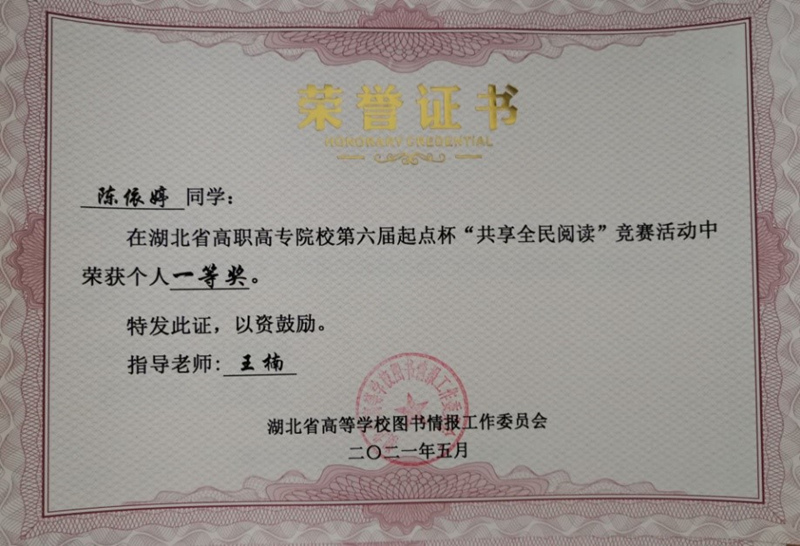 荣誉证书
HONORARY CREDENTIAL
陈依婷 同学：
在湖北省高职高专院校第六届起点杯“共享全民阅读”竞赛活动中
荣获个人一等奖。
特发此证，以资鼓励。
指导老师: 王楠
湖北省高等学校图书情报工作委员会
二〇二一年五月